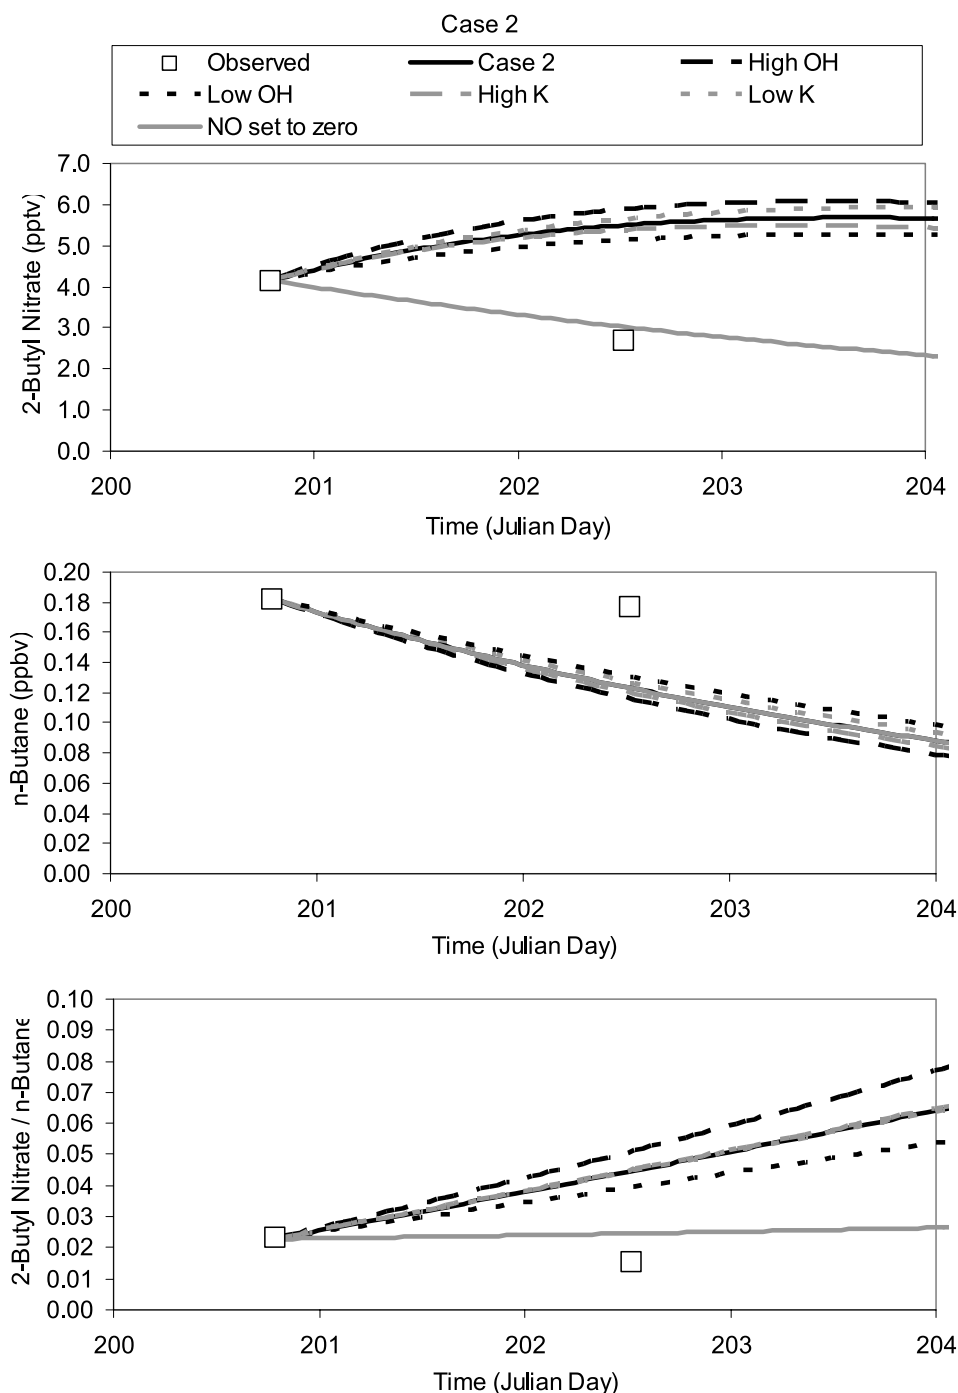 Case 2
Observed Case 2 High OH
Low OH High K Low K
NO set to zero
2-Butyl Nitrate (pptv)
7.0
6.0
5.0
4.0
3.0
2.0
1.0
0.0
200 201 202 203 204
Time (Julian Day)
n-Butane (ppbv)
0.20
0.18
0.16
0.14
0.12
0.10
0.08
0.06
0.04
0.02
0.00
200 201 202 203 204
Time (Julian Day)
2-Butyl Nitrate / n-Butane
0.10
0.09
0.08
0.07
0.06
0.05
0.04
0.03
0.02
0.01
0.00
200 201 202 203 204
Time (Julian Day)